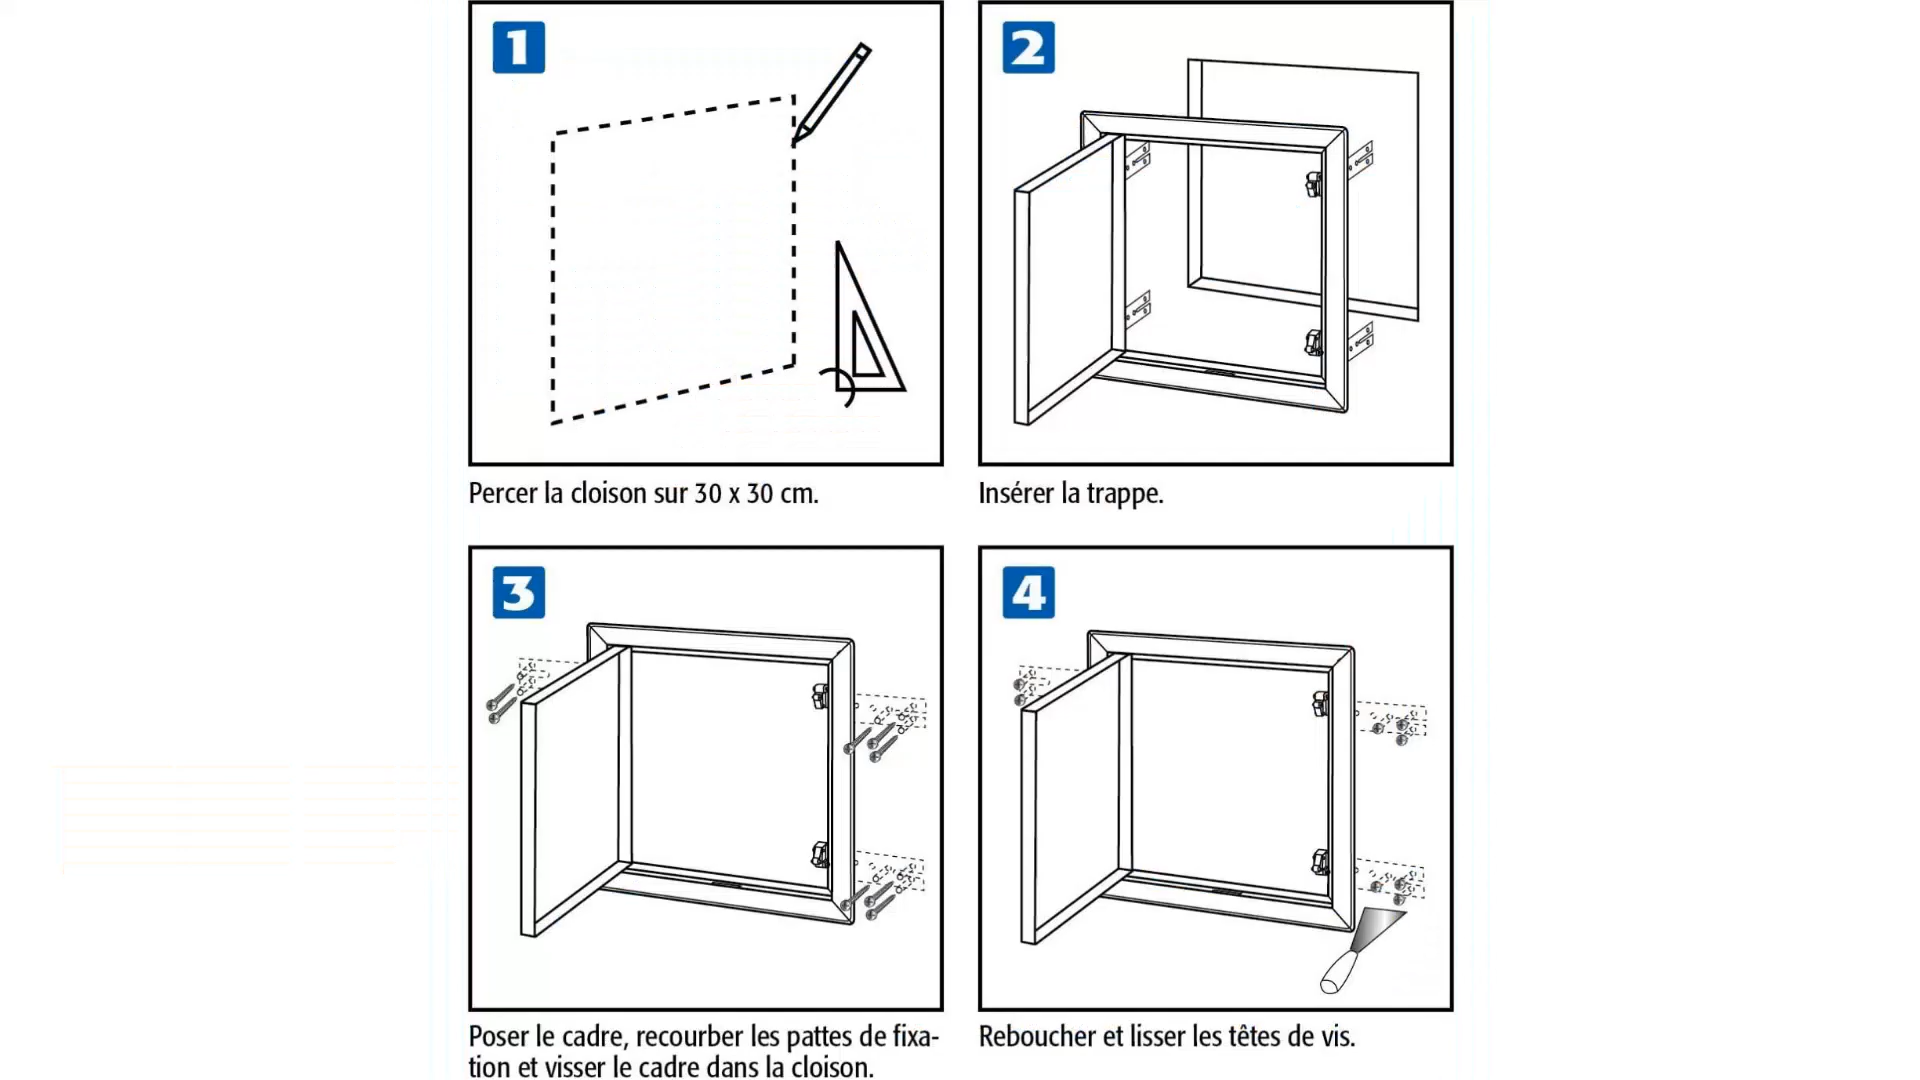 1
2
Percer la cloison sur 30 x 30 cm.
Insérer la trappe.
3
4
Poser le cadre, recourber les pattes de fixa-
tion et visser le cadre dans la cloison.
Reboucher et lisser les têtes de vis.